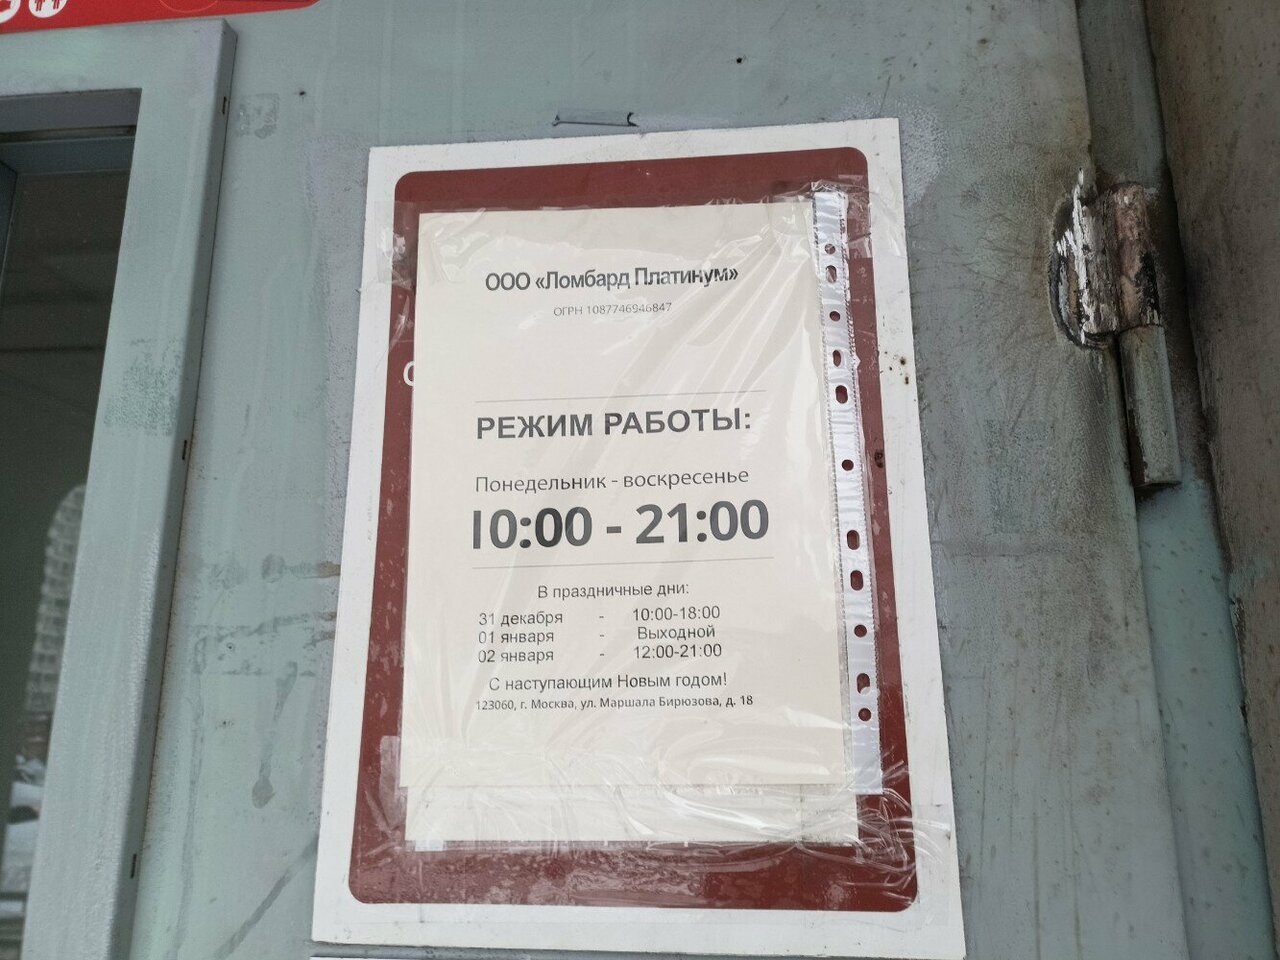 ООО «Ломбард Платинум»
ОГРН 1087746946847
РЕЖИМ РАБОТЫ:
Понедельник - воскресенье
10:00 - 21:00
В праздничные дни:
31 декабря - 10:00-18:00
01 января - Выходной
02 января - 12:00-21:00
С наступающим Новым годом!
123060, г. Москва, ул. Маршала Бирюзова, д. 18